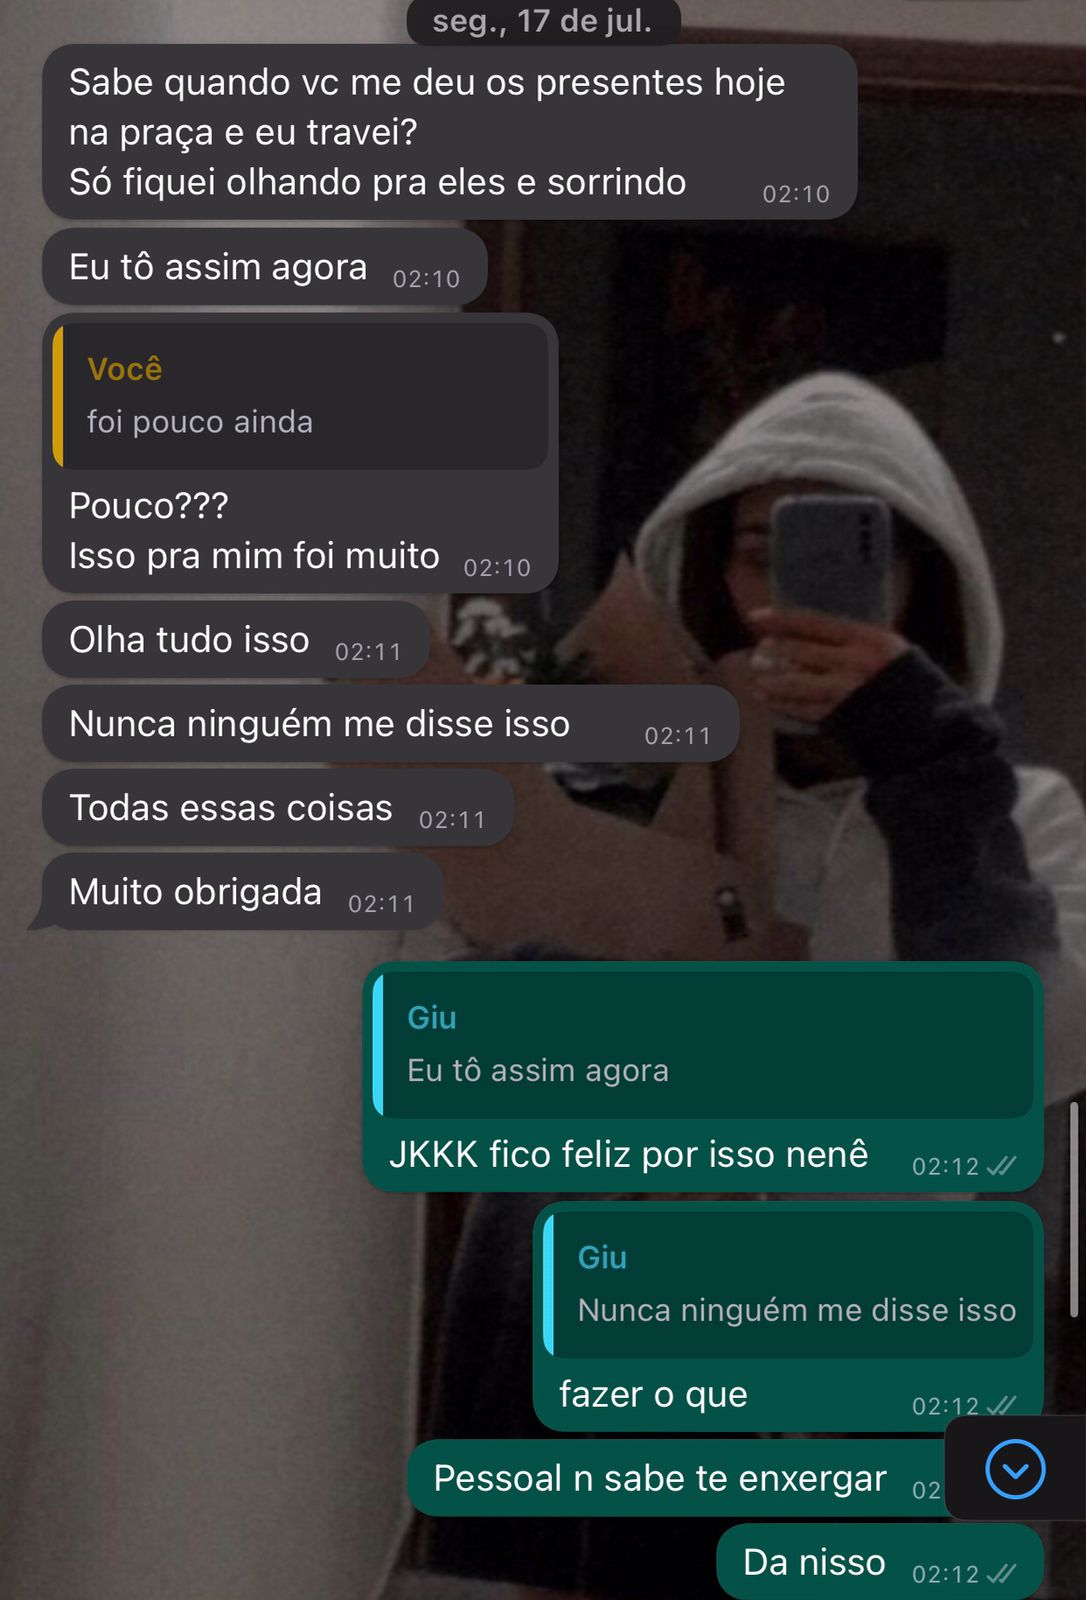 seg., 17 de jul.
Sabe quando vc me deu os presentes hoje
na praça e eu travei?
Só fiquei olhando pra eles e sorrindo 02:10
Eu tô assim agora 02:10
Você
foi pouco ainda
Pouco???
Isso pra mim foi muito 02:10
Olha tudo isso 02:11
Nunca ninguém me disse isso 02:11
Todas essas coisas 02:11
Muito obrigada 02:11
Giu
Eu tô assim agora
JKKK fico feliz por isso nenê 02:12
Giu
Nunca ninguém me disse isso
fazer o que 02:12
Pessoal n sabe te enxergar 02
Da nisso 02:12